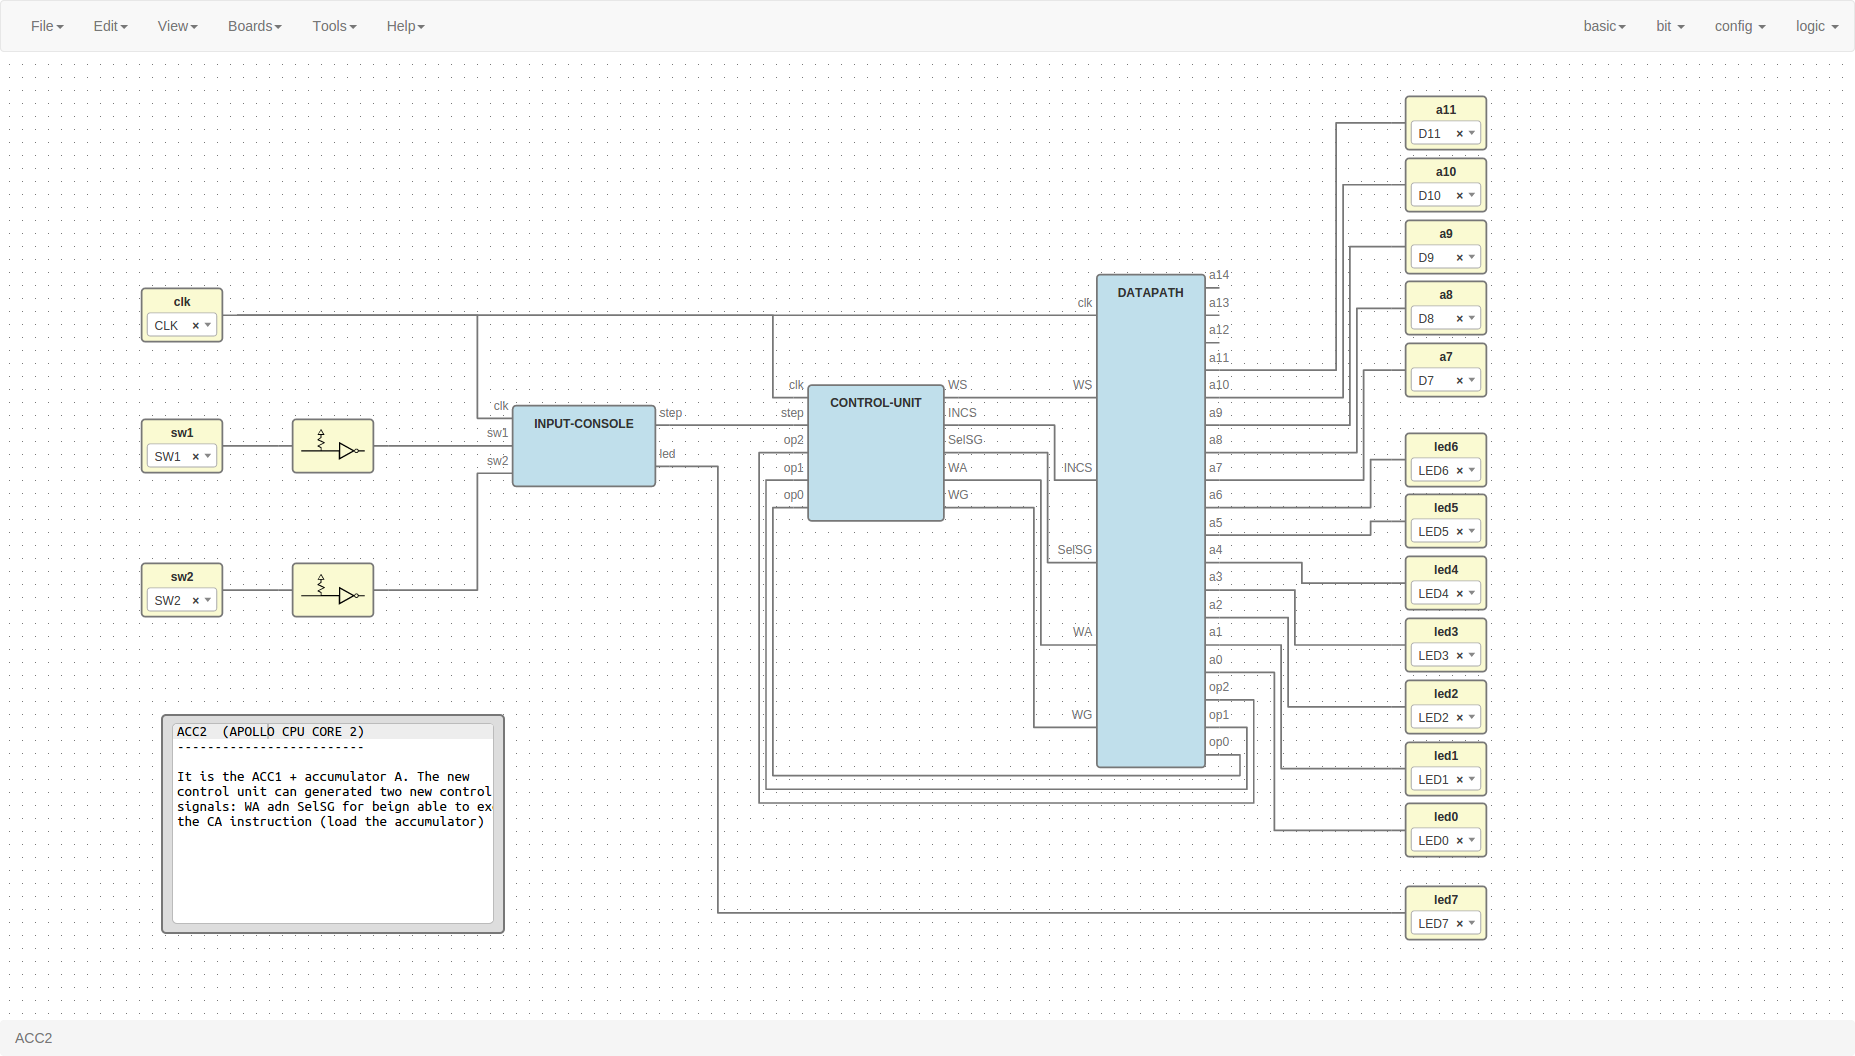 File Edit View Boards Tools Help basic bit config logic
a11
D11 ×
a10
D10 ×
a9
D9 ×
a8
D8 ×
a7
D7 ×
led6
LED6 ×
led5
LED5 ×
led4
LED4 ×
led3
LED3 ×
led2
LED2 ×
led1
LED1 ×
led0
LED0 ×
led7
LED7 ×
clk
CLK ×
sw1
SW1 ×
sw2
SW2 ×
INPUT-CONSOLE
clk
sw1
sw2
step
led
CONTROL-UNIT
clk
step
op2
op1
op0
WS
INCS
SelSG
WA
WG
DATAPATH
clk
WS
INCS
SelSG
WA
WG
a14
a13
a12
a11
a10
a9
a8
a7
a6
a5
a4
a3
a2
a1
a0
op2
op1
op0
ACC2 (APOLLO CPU CORE 2)
-------------------------
It is the ACC1 + accumulator A. The new
control unit can generated two new control
signals: WA adn SelSG for beign able to ex
the CA instruction (load the accumulator)
ACC2